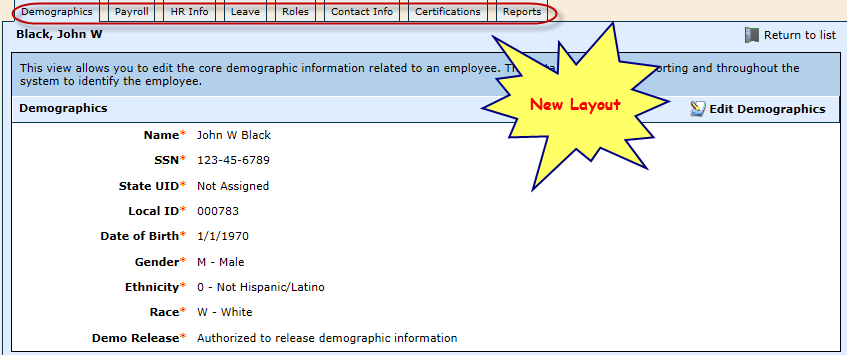 Demographics Payroll HR Info Leave Roles Contact Info Certifications Reports
Black, John W Return to list
This view allows you to edit the core demographic information related to an employee. orting and throughout the
system to identify the employee.
New Layout
Demographics Edit Demographics
Name* John W Black
SSN* 123-45-6789
State UID* Not Assigned
Local ID* 000783
Date of Birth* 1/1/1970
Gender* M - Male
Ethnicity* 0 - Not Hispanic/Latino
Race* W - White
Demo Release* Authorized to release demographic information